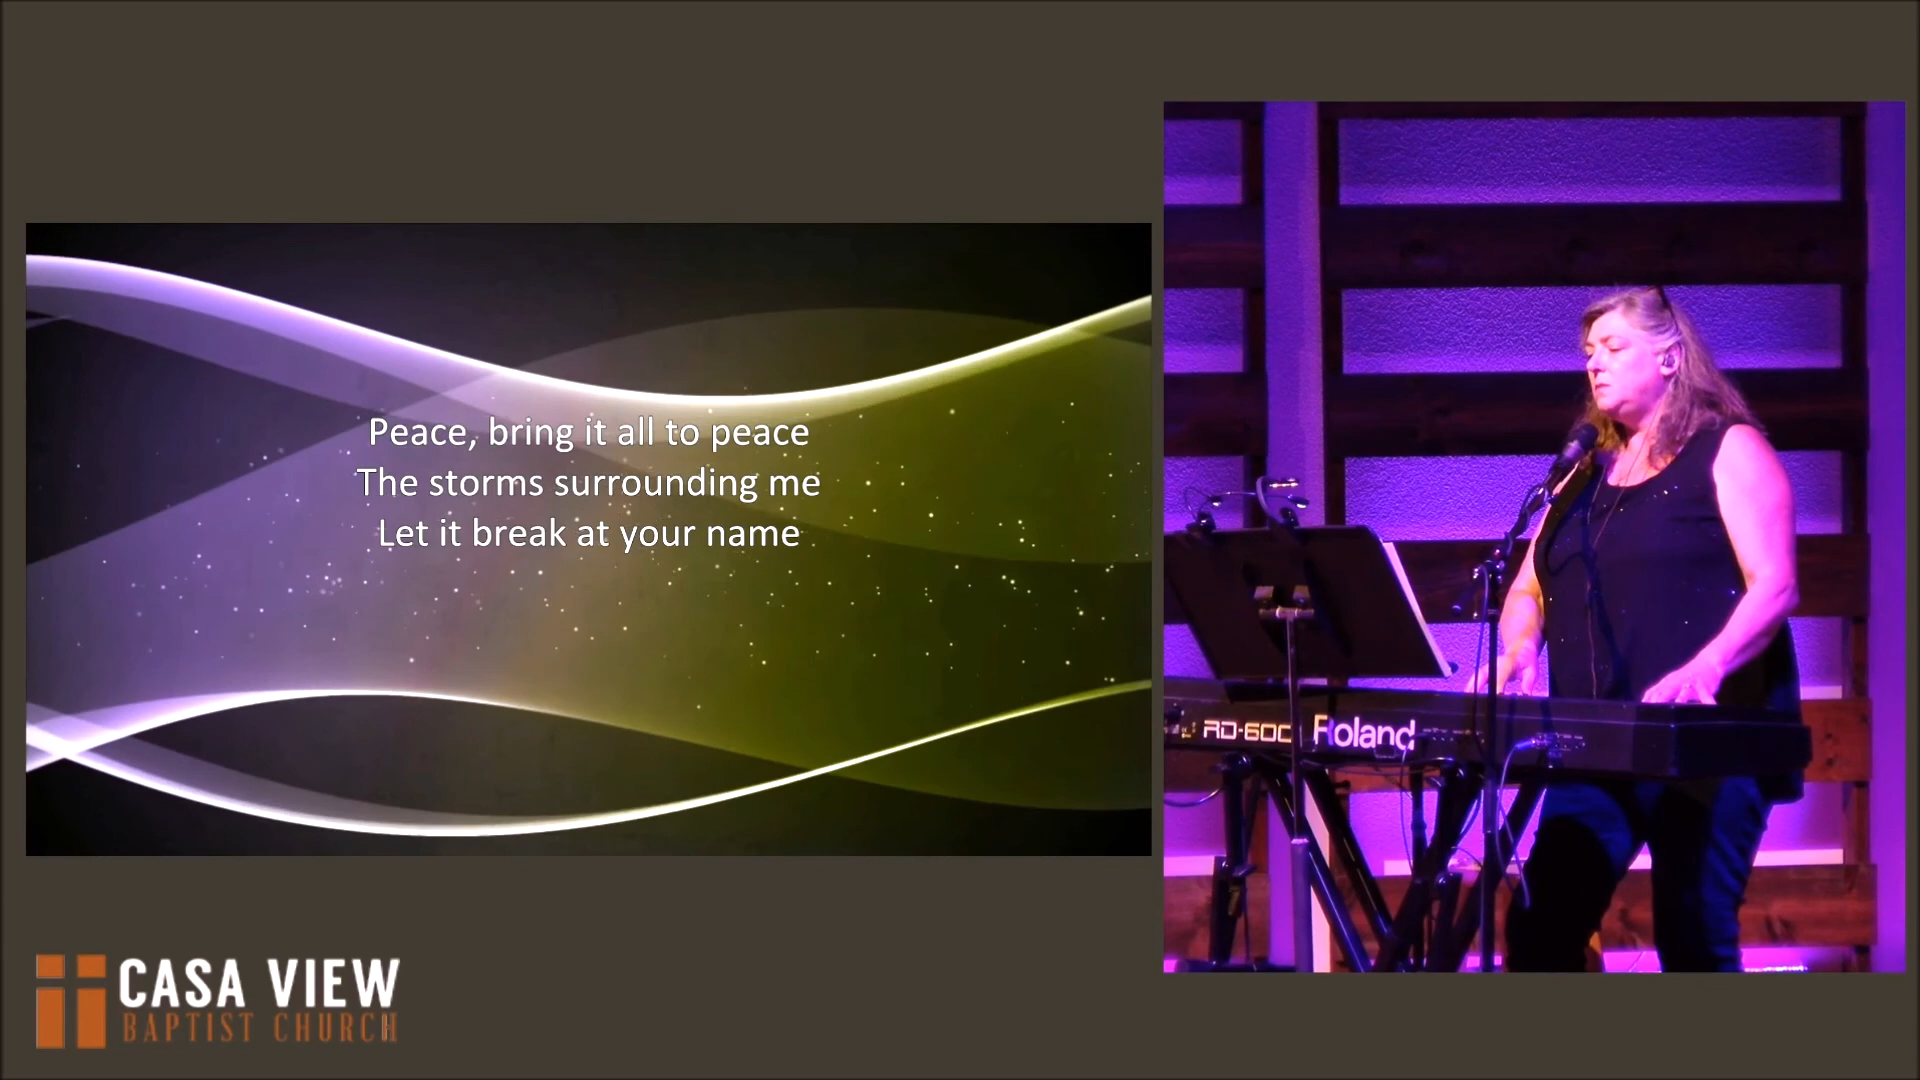 Peace, bring it all to peace
The storms surrounding me
Let it break at your name
RD-600 Roland
CASA VIEW
BAPTIST CHURCH